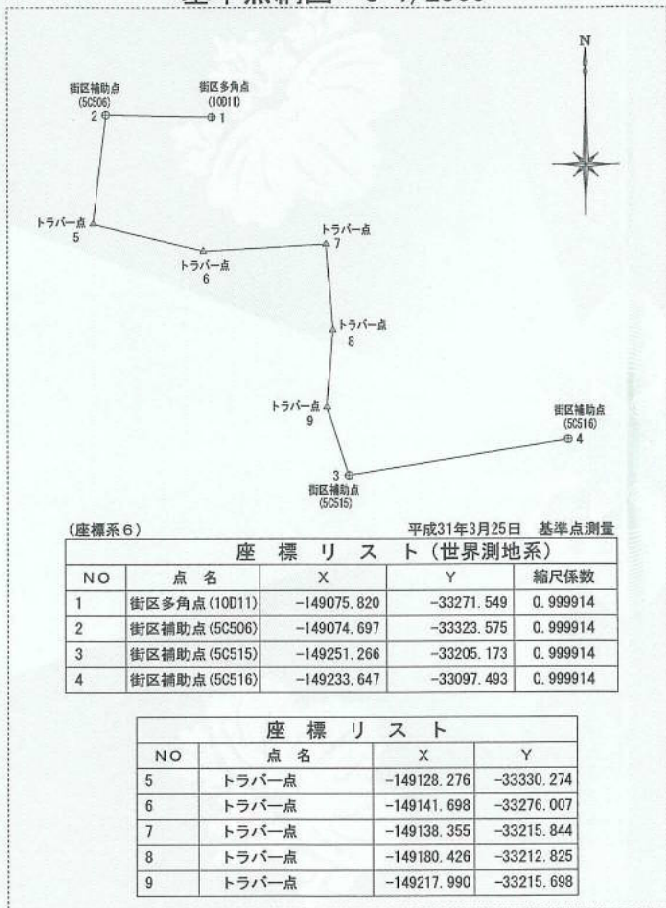 N
街区補助点
(5C506)
2
街区多角点
(10D11)
1
トラバー点
5
トラバー点
6
トラバー点
7
トラバー点
8
トラバー点
9
街区補助点
(5C516)
4
3
街区補助点
(5C515)
(座標系6) 平成31年3月25日 基準点測量
座標リスト(世界測地系)
NO 点名 X Y 縮尺係数
1 街区多角点(10D11) -149075.820 -33271.549 0.999914
2 街区補助点(5C506) -149074.697 -33323.575 0.999914
3 街区補助点(5C515) -149251.266 -33205.173 0.999914
4 街区補助点(5C516) -149233.647 -33097.493 0.999914
座標リスト
NO 点名 X Y
5 トラバー点 -149128.276 -33330.274
6 トラバー点 -149141.698 -33276.007
7 トラバー点 -149138.355 -33215.844
8 トラバー点 -149180.426 -33212.825
9 トラバー点 -149217.990 -33215.698